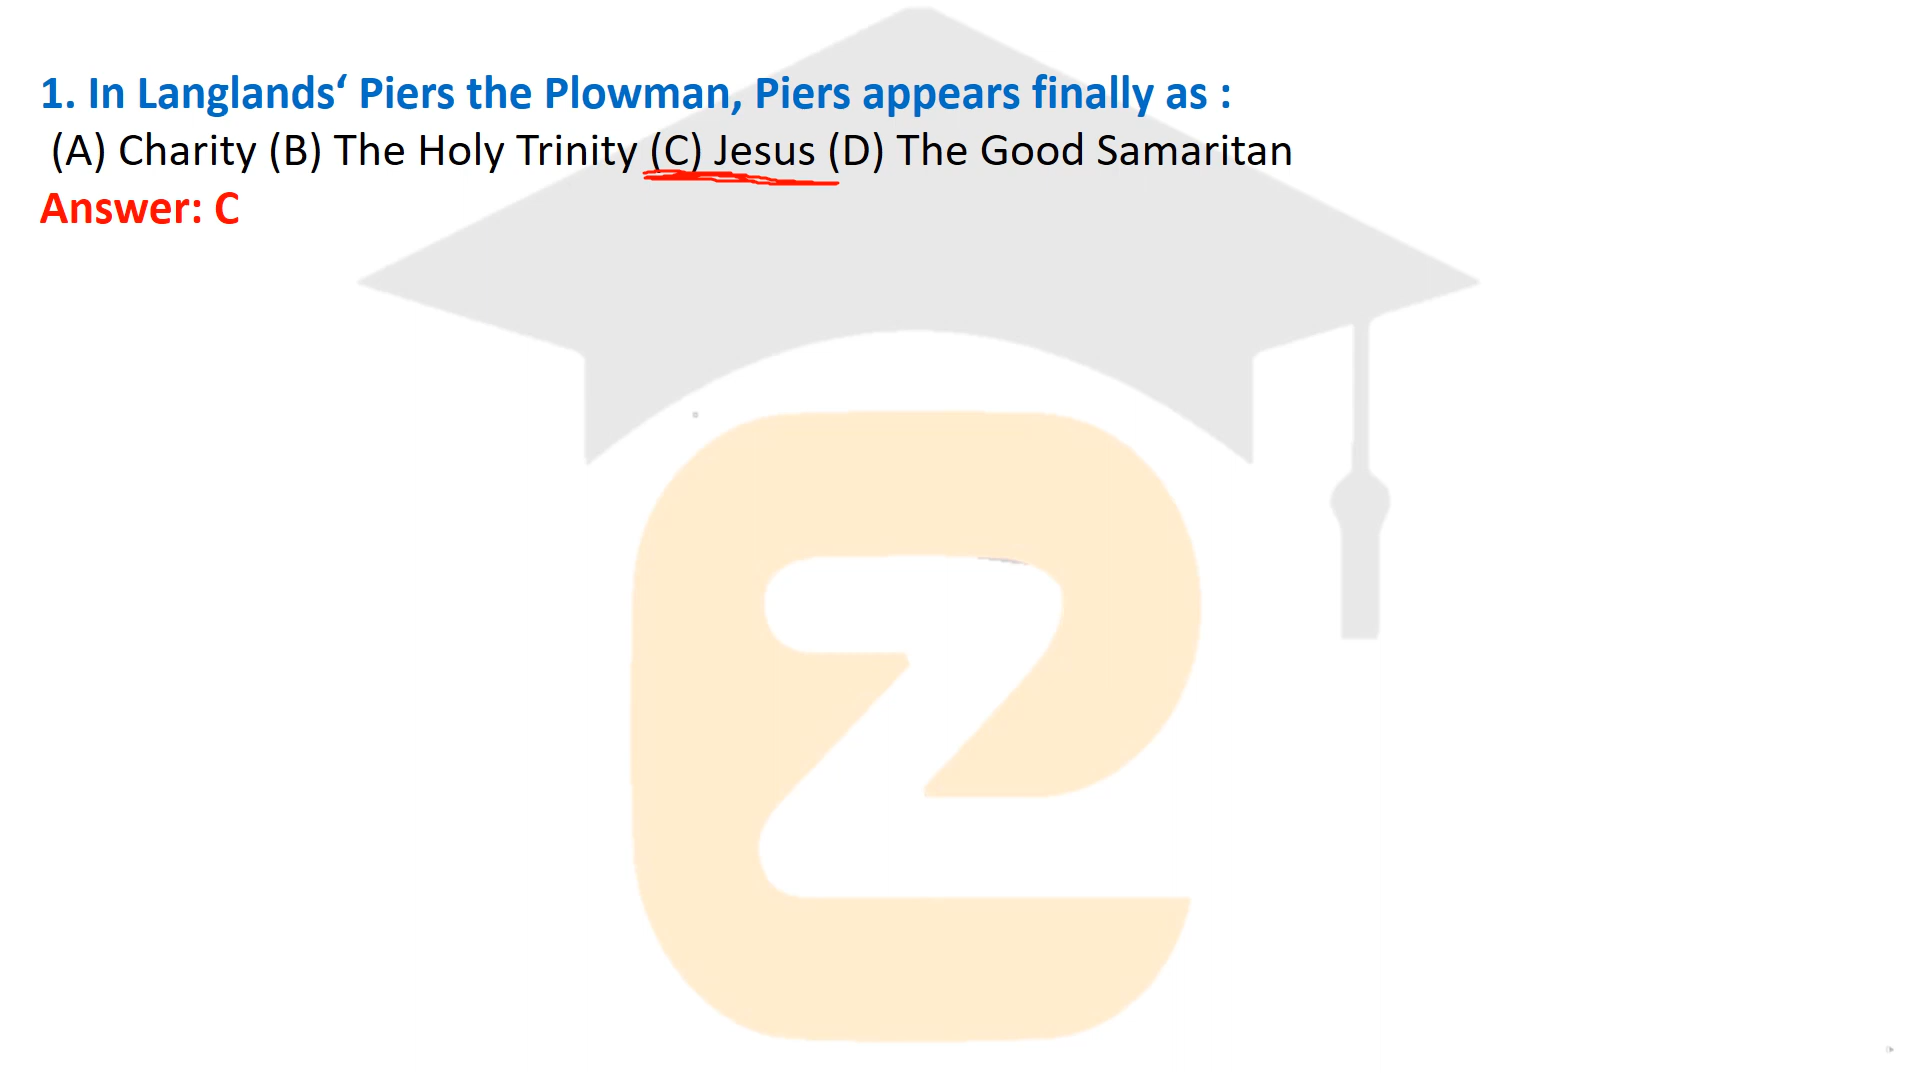 1. In Langlands‘ Piers the Plowman, Piers appears finally as :
(A) Charity (B) The Holy Trinity (C) Jesus (D) The Good Samaritan
Answer: C